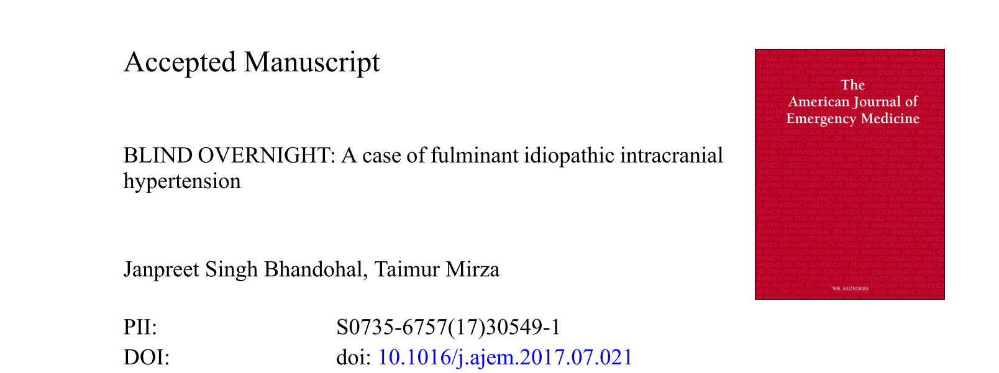 Accepted Manuscript
BLIND OVERNIGHT: A case of fulminant idiopathic intracranial
hypertension
Janpreet Singh Bhandohal, Taimur Mirza
PII: S0735-6757(17)30549-1
DOI: doi: 10.1016/j.ajem.2017.07.021
The
American Journal of
Emergency Medicine
WB. SAUNDERS